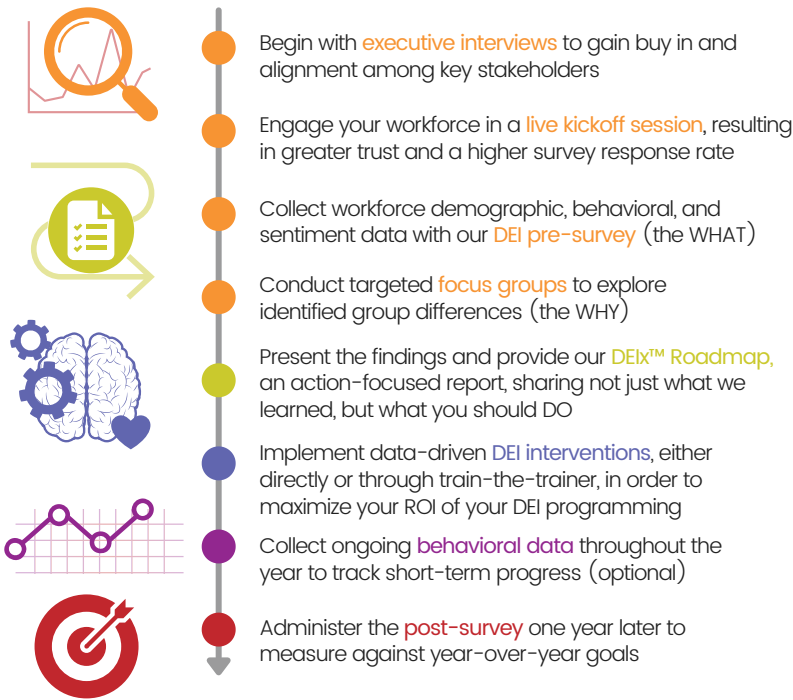 Begin with executive interviews to gain buy in and
alignment among key stakeholders
Engage your workforce in a live kickoff session, resulting
in greater trust and a higher survey response rate
Collect workforce demographic, behavioral, and
sentiment data with our DEI pre-survey (the WHAT)
Conduct targeted focus groups to explore
identified group differences (the WHY)
Present the findings and provide our DEIx™ Roadmap,
an action-focused report, sharing not just what we
learned, but what you should DO
Implement data-driven DEI interventions, either
directly or through train-the-trainer, in order to
maximize your ROI of your DEI programming
Collect ongoing behavioral data throughout the
year to track short-term progress (optional)
Administer the post-survey one year later to
measure against year-over-year goals